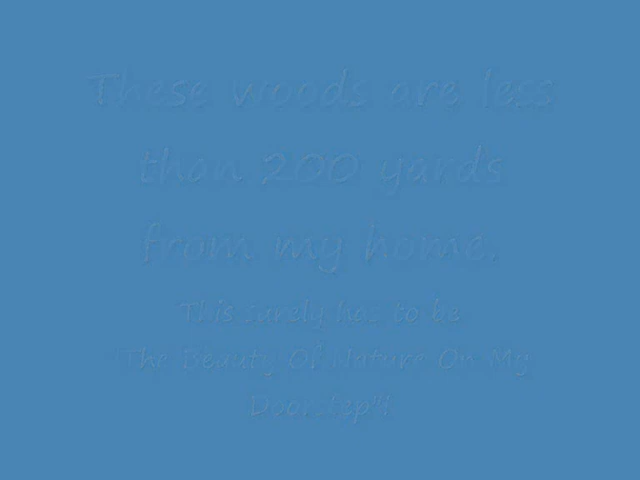 These woods are less
than 200 yards
from my home.
This surely has to be
"The Beauty Of Nature On My
Doorstep"!